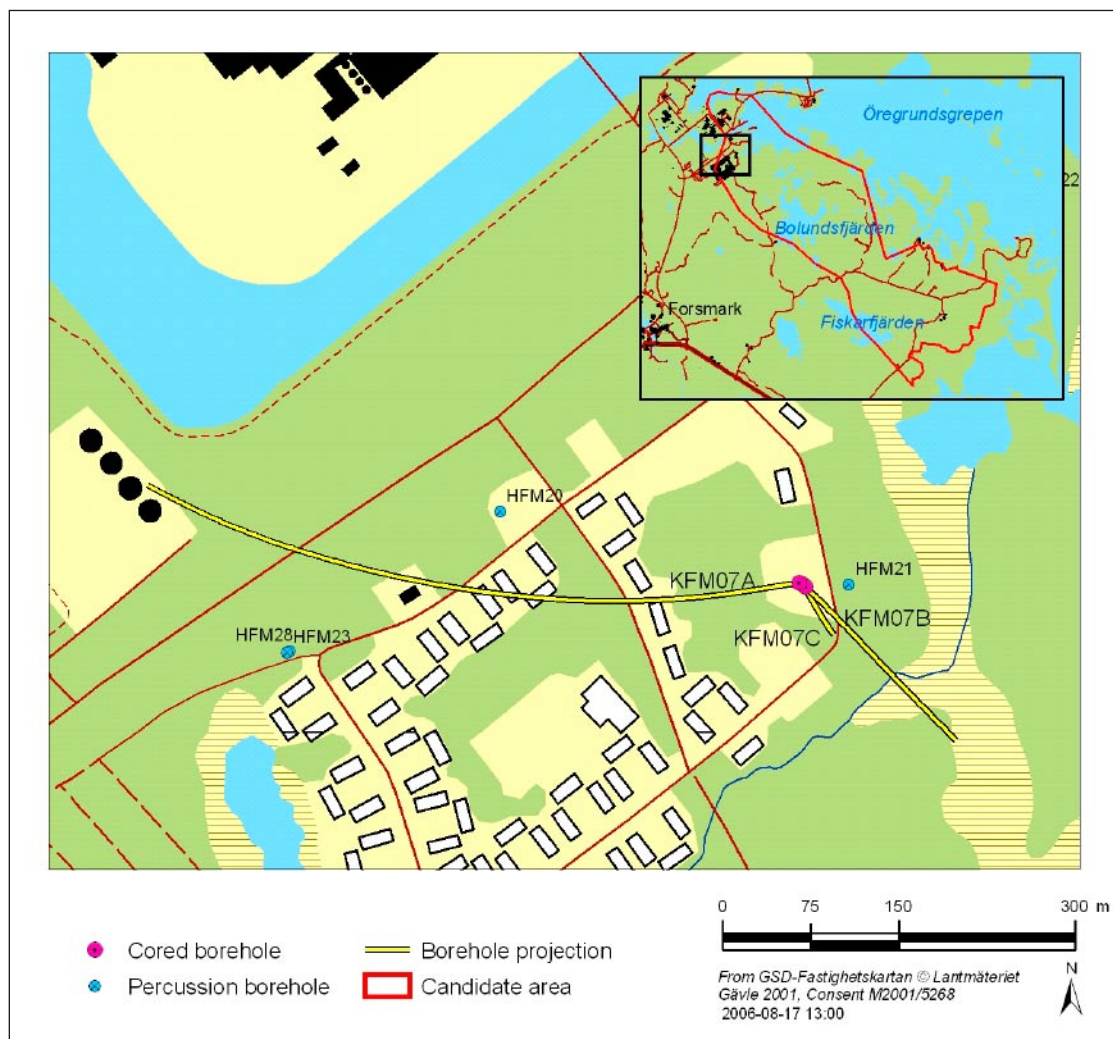 Öregrundsgrepen
22
Bolundsfjärden
Forsmark
Fiskarfjärden
HFM20
KFM07A
HFM21
KFM07B
KFM07C
HFM28 HFM23
0 75 150 300 m
Cored borehole
Borehole projection
Percussion borehole
Candidate area
From GSD-Fastighetskartan © Lantmäteriet
Gävle 2001, Consent M2001/5268
2006-08-17 13:00
N